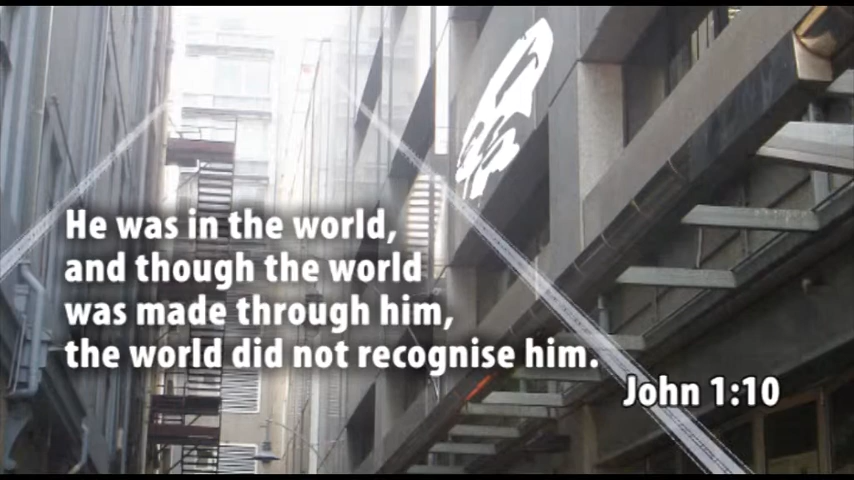 He was in the world,
and though the world
was made through him,
the world did not recognise him.
John 1:10